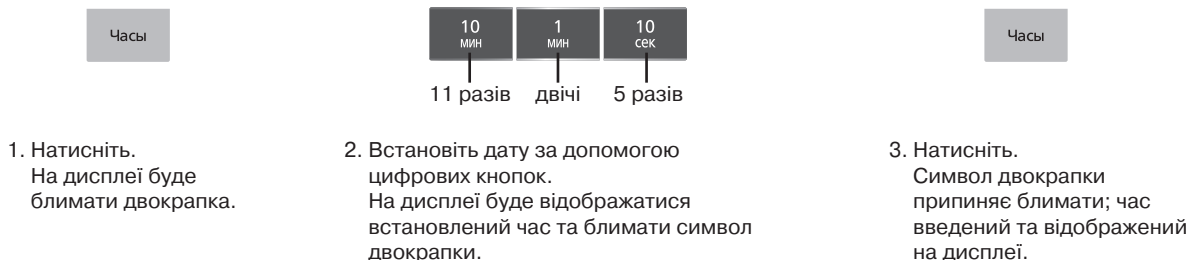 Часы
10
мин
1
мин
10
сек
11 разів
двічі
5 разів
Часы
1. Натисніть.
На дисплеї буде
блимати двокрапка.
2. Встановіть дату за допомогою
цифрових кнопок.
На дисплеї буде відображатися
встановлений час та блимати символ
двокрапки.
3. Натисніть.
Символ двокрапки
припиняє блимати; час
введений та відображений
на дисплеї.